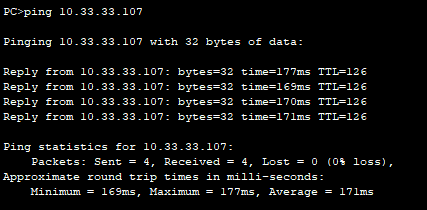 PC>ping 10.33.33.107
Pinging 10.33.33.107 with 32 bytes of data:
Reply from 10.33.33.107: bytes=32 time=177ms TTL=126
Reply from 10.33.33.107: bytes=32 time=169ms TTL=126
Reply from 10.33.33.107: bytes=32 time=170ms TTL=126
Reply from 10.33.33.107: bytes=32 time=171ms TTL=126
Ping statistics for 10.33.33.107:
Packets: Sent = 4, Received = 4, Lost = 0 (0% loss),
Approximate round trip times in milli-seconds:
Minimum = 169ms, Maximum = 177ms, Average = 171ms